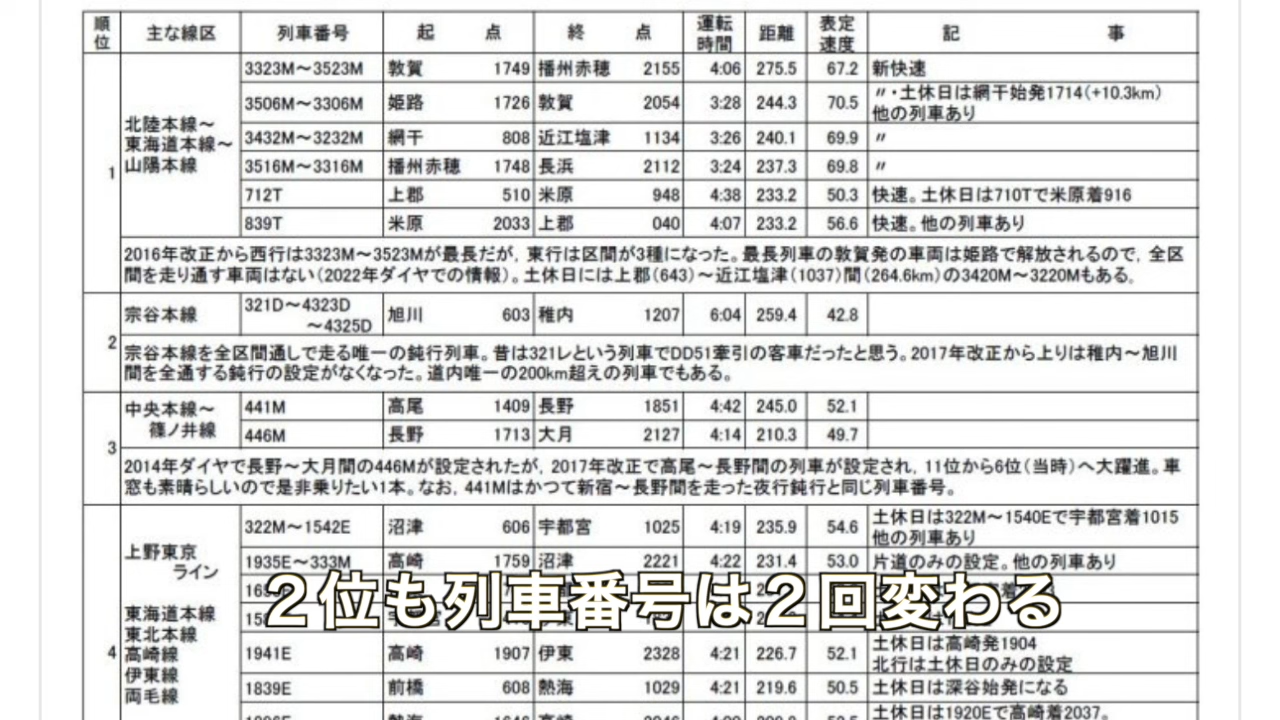 順位 主な線区 列車番号 起 点 終 点 運転時間 距離 表定速度 記 事
1 北陸本線～東海道本線～山陽本線
3323M～3523M 敦賀 1749 播州赤穂 2155 4:06 275.5 67.2 新快速
3506M～3306M 姫路 1726 敦賀 2054 3:28 244.3 70.5 〃・土休日は網干始発1714(+10.3km)
他の列車あり
3432M～3232M 網干 808 近江塩津 1134 3:26 240.1 69.9 〃
3516M～3316M 播州赤穂 1748 長浜 2112 3:24 237.3 69.8 〃
712T 上郡 510 米原 948 4:38 233.2 50.3 快速。土休日は710Tで米原着916
839T 米原 2033 上郡 040 4:07 233.2 56.6 快速。他の列車あり
2016年改正から西行は3323M～3523Mが最長だが，東行は区間が3種になった。最長列車の敦賀発の車両は姫路で解放されるので，全区
間を走り通す車両はない(2022年ダイヤでの情報)。土休日には上郡(643)～近江塩津(1037)間(264.6km)の3420M～3220Mもある。
2 宗谷本線 321D～4323D
～4325D 旭川 603 稚内 1207 6:04 259.4 42.8
宗谷本線を全区間通しで走る唯一の鈍行列車。昔は321レという列車でDD51牽引の客車だったと思う。2017年改正から上りは稚内～旭川
間を全通する鈍行の設定がなくなった。道内唯一の200km超えの列車でもある。
3 中央本線～
篠ノ井線
441M 高尾 1409 長野 1851 4:42 245.0 52.1
446M 長野 1713 大月 2127 4:14 210.3 49.7
2014年ダイヤで長野～大月間の446Mが設定されたが，2017年改正で高尾～長野間の列車が設定され，11位から6位(当時)へ大躍進。車
窓も素晴らしいので是非乗りたい1本。なお，441Mはかつて新宿～長野間を走った夜行鈍行と同じ列車番号。
4 上野東京
ライン
東海道本線
東北本線
高崎線
伊東線
両毛線
322M～1542E 沼津 606 宇都宮 1025 4:19 235.9 54.6 土休日は322M～1540Eで宇都宮着1015
他の列車あり
1935E～333M 高崎 1759 沼津 2221 4:22 231.4 53.0 片道のみの設定。他の列車あり
２位も列車番号は２回変わる
1941E 高崎 1907 伊東 2328 4:21 226.7 52.1 土休日は高崎発1904
北行は土休日のみの設定
1839E 前橋 608 熱海 1029 4:21 219.6 50.5 土休日は深谷始発になる
土休日は1920Eで高崎着2037。